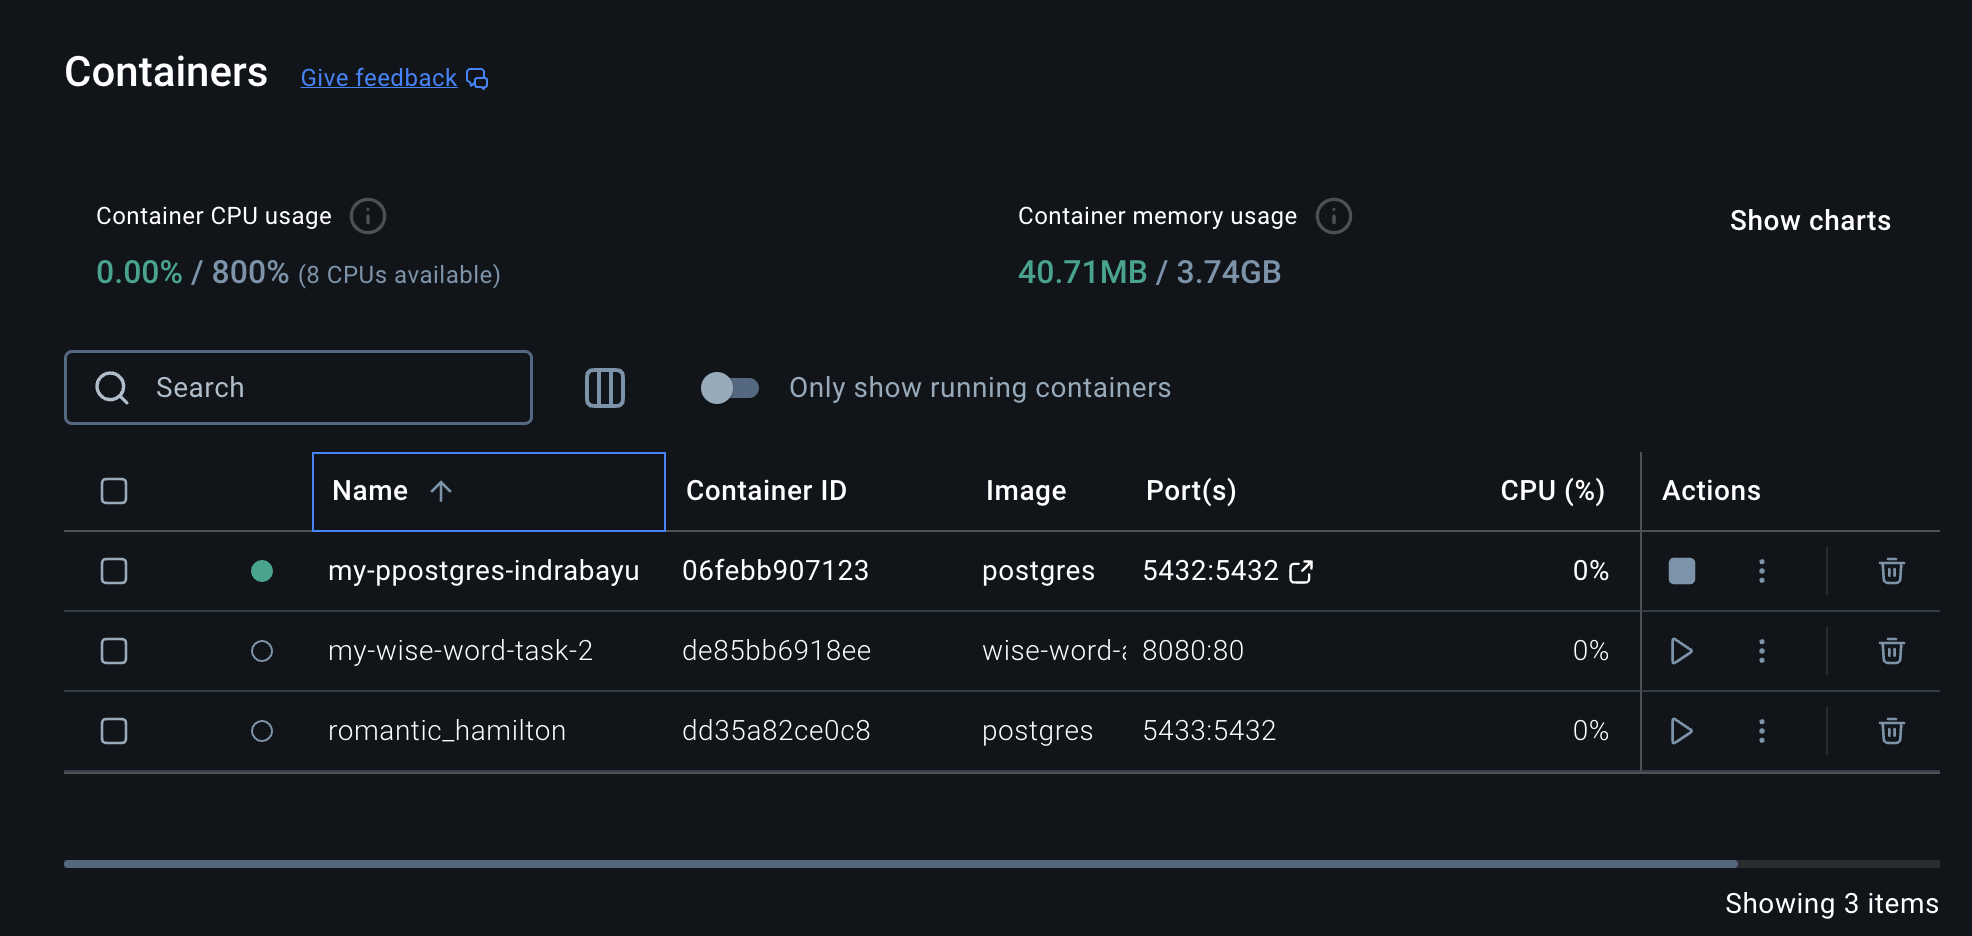 Containers Give feedback
Container CPU usage
0.00% / 800% (8 CPUs available)
Container memory usage
40.71MB / 3.74GB
Show charts
Search
Only show running containers
Name Container ID Image Port(s) CPU (%) Actions
my-ppostgres-indrabayu 06febb907123 postgres 5432:5432 0%
my-wise-word-task-2 de85bb6918ee wise-word- 8080:80 0%
romantic_hamilton dd35a82ce0c8 postgres 5433:5432 0%
Showing 3 items